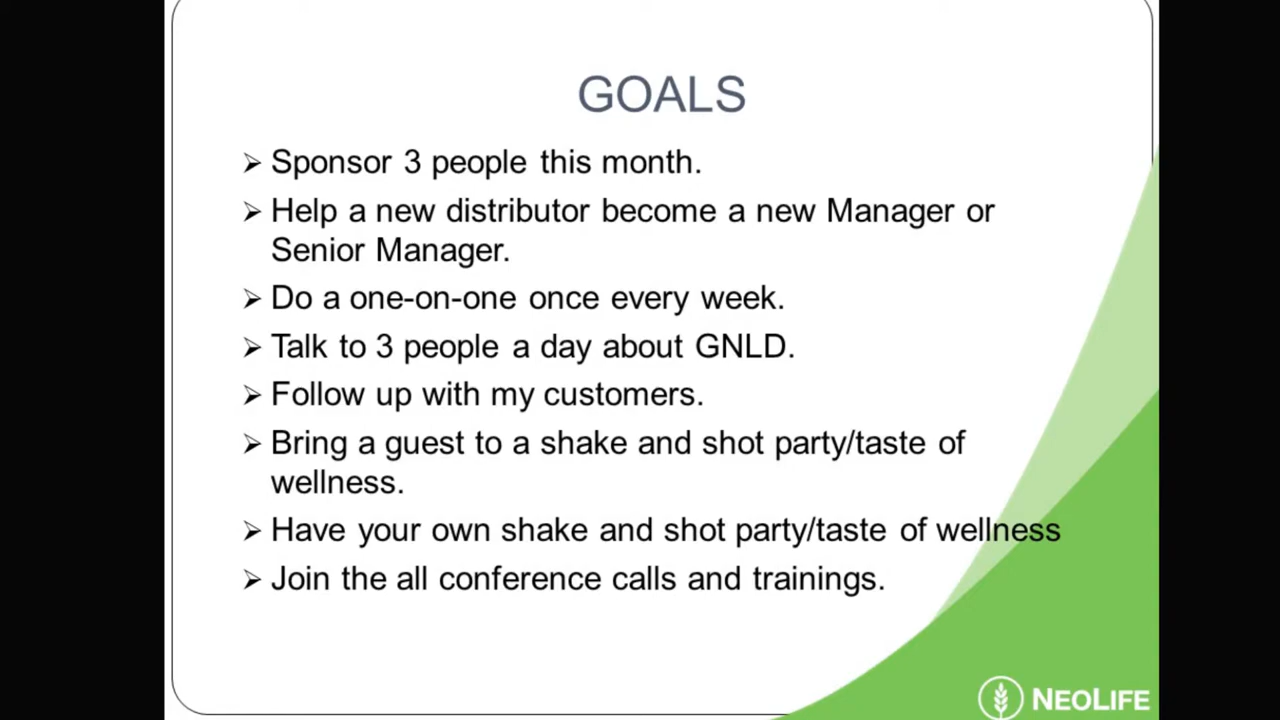 GOALS
➢ Sponsor 3 people this month.
➢ Help a new distributor become a new Manager or
Senior Manager.
➢ Do a one-on-one once every week.
➢ Talk to 3 people a day about GNLD.
➢ Follow up with my customers.
➢ Bring a guest to a shake and shot party/taste of
wellness.
➢ Have your own shake and shot party/taste of wellness
➢ Join the all conference calls and trainings.
NEOLIFE